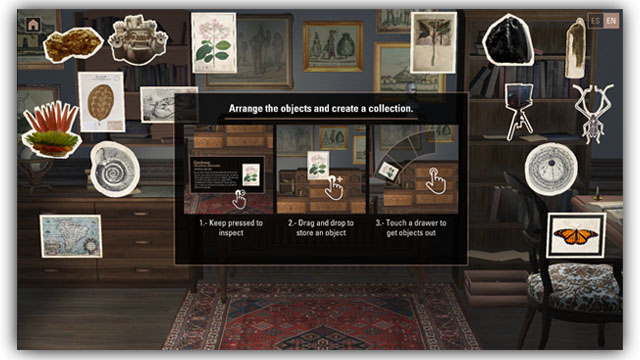 ES EN
Arrange the objects and create a collection.
1.- Keep pressed to
inspect
2.- Drag and drop to
store an object
3.- Touch a drawer to
get objects out